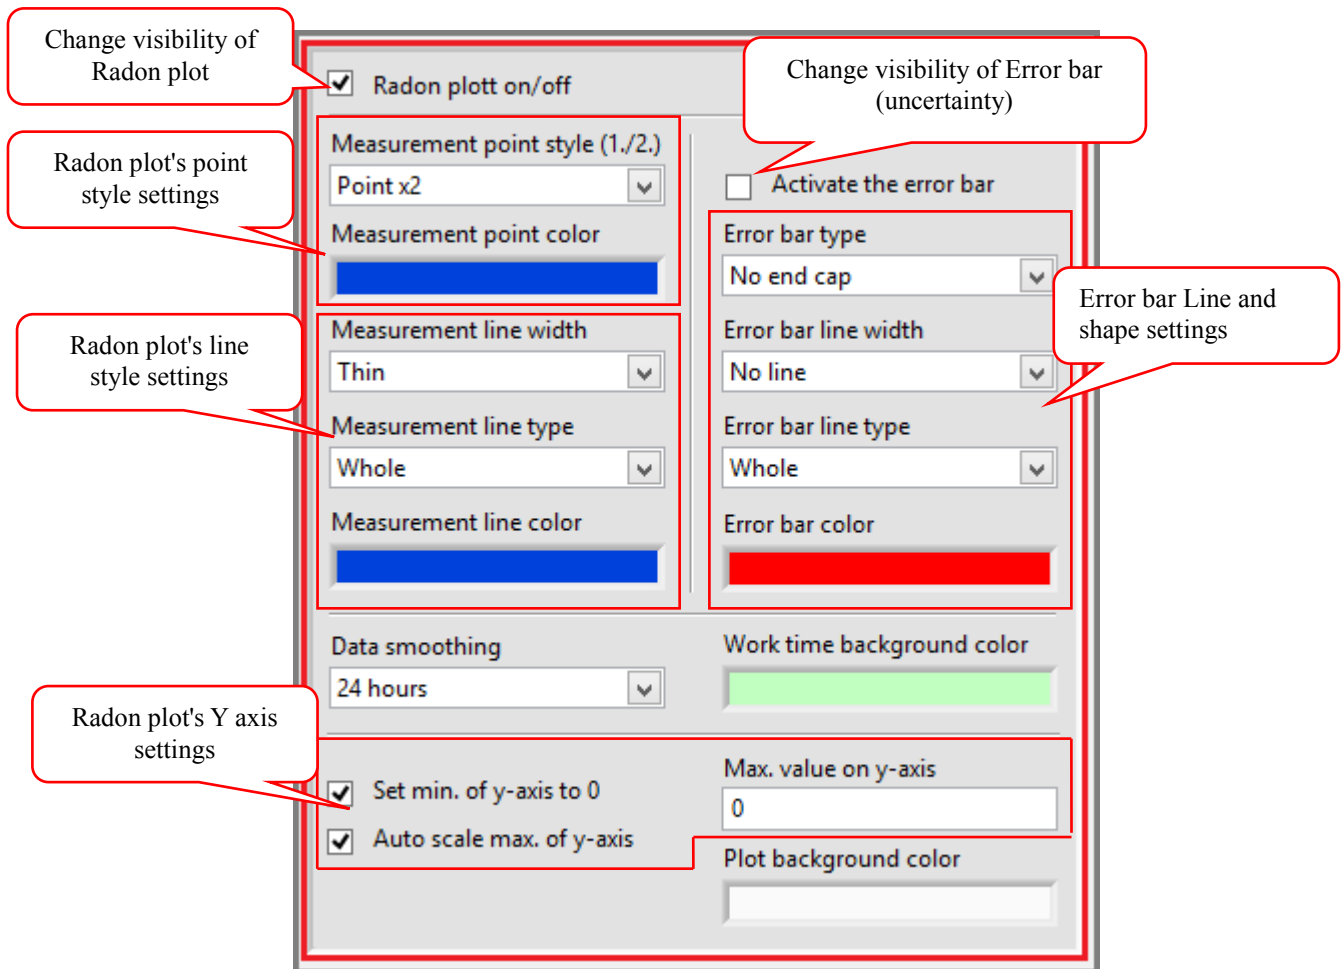 Change visibility of
Radon plot
Radon plott on/off
Change visibility of Error bar
(uncertainty)
Radon plot's point
style settings
Measurement point style (1./2.)
Point x2
Measurement point color
Activate the error bar
Error bar type
No end cap
Error bar Line and
shape settings
Radon plot's line
style settings
Measurement line width
Thin
Measurement line type
Whole
Measurement line color
Error bar line width
No line
Error bar line type
Whole
Error bar color
Data smoothing
24 hours
Work time background color
Radon plot's Y axis
settings
Set min. of y-axis to 0
Auto scale max. of y-axis
Max. value on y-axis
0
Plot background color